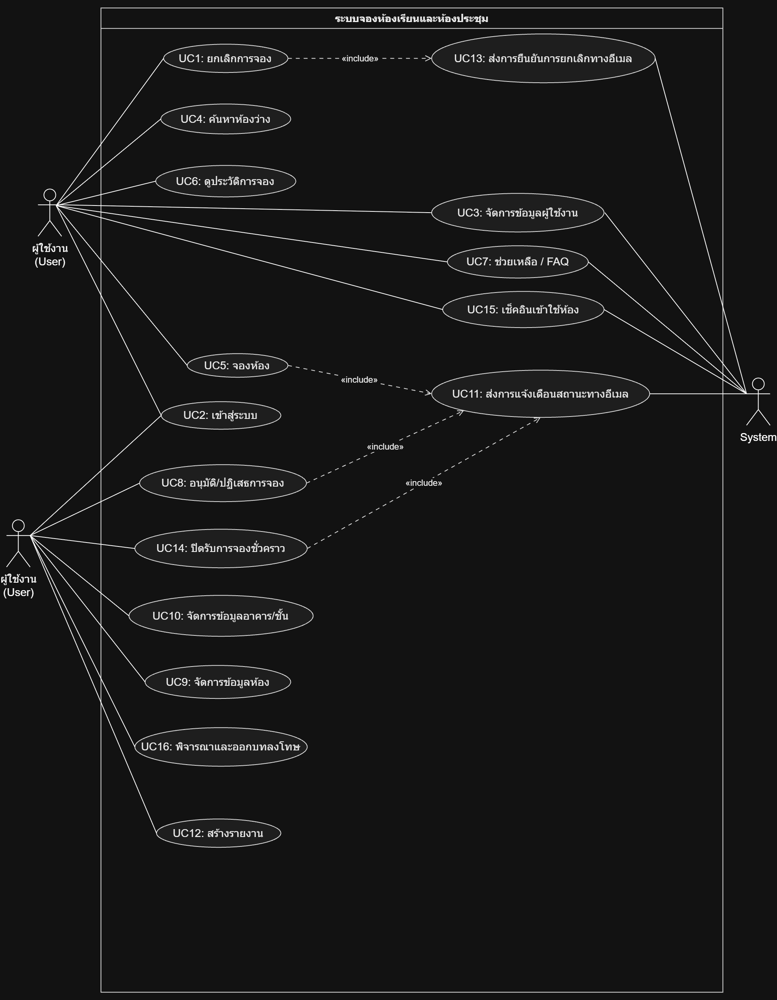 ระบบจองห้องเรียนและห้องประชุม
UC1: ยกเลิกการจอง
«include»
UC13: ส่งการยืนยันการยกเลิกทางอีเมล
UC4: ค้นหาห้องว่าง
UC6: ดูประวัติการจอง
UC3: จัดการข้อมูลผู้ใช้งาน
ผู้ใช้งาน
(User)
UC7: ช่วยเหลือ / FAQ
UC15: เช็คอินเข้าใช้ห้อง
UC5: จองห้อง
«include»
UC11: ส่งการแจ้งเตือนสถานะทางอีเมล
UC2: เข้าสู่ระบบ
System
«include»
UC8: อนุมัติ/ปฏิเสธการจอง
«include»
UC14: ปิดรับการจองชั่วคราว
ผู้ใช้งาน
(User)
UC10: จัดการข้อมูลอาคาร/ชั้น
UC9: จัดการข้อมูลห้อง
UC16: พิจารณาและออกบทลงโทษ
UC12: สร้างรายงาน